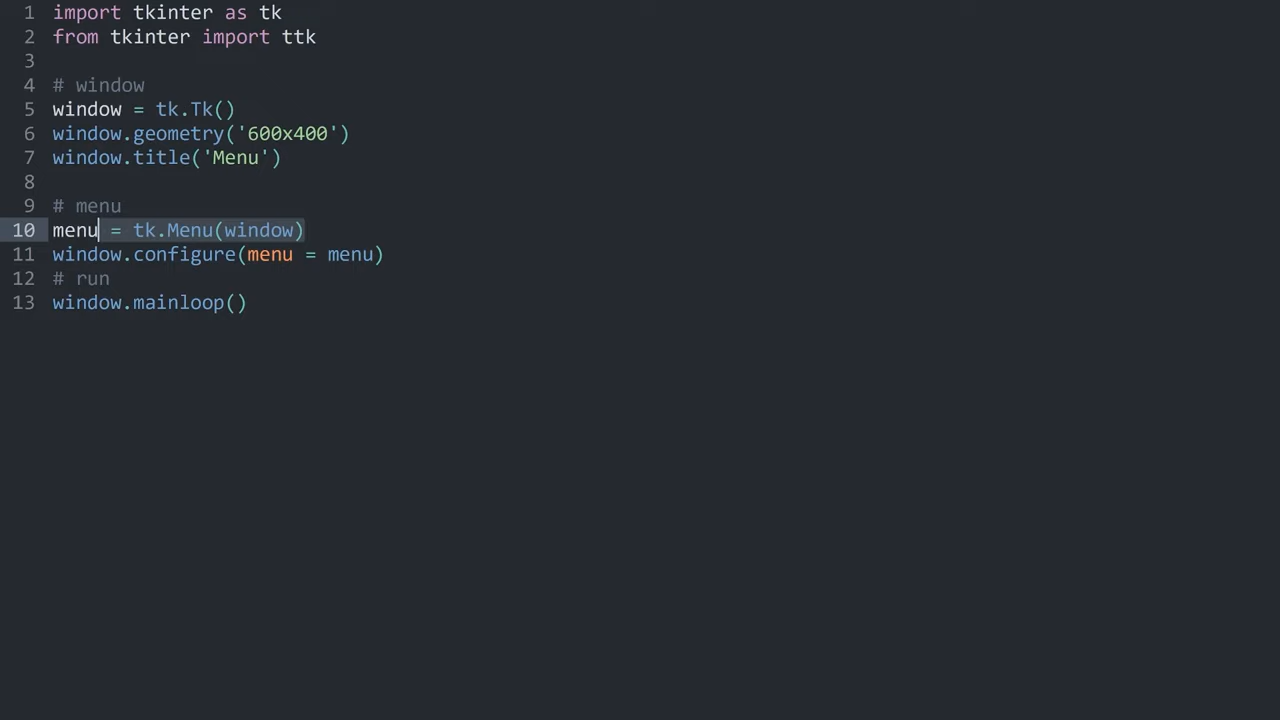 1 import tkinter as tk
2 from tkinter import ttk
3
4 # window
5 window = tk.Tk()
6 window.geometry('600x400')
7 window.title('Menu')
8
9 # menu
10 menu = tk.Menu(window)
11 window.configure(menu = menu)
12 # run
13 window.mainloop()